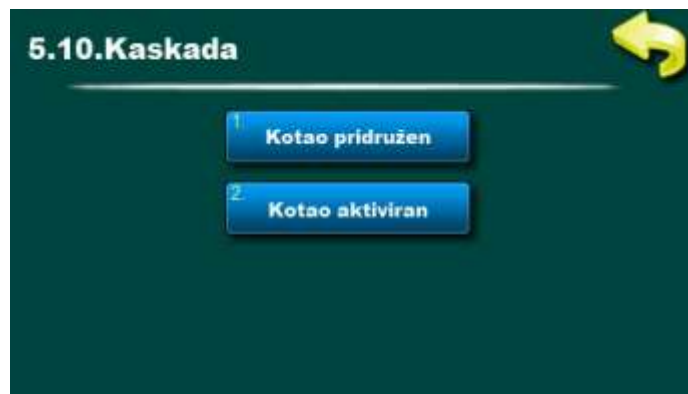 5.10.Kaskada
1.
Kotao pridružen
2.
Kotao aktiviran